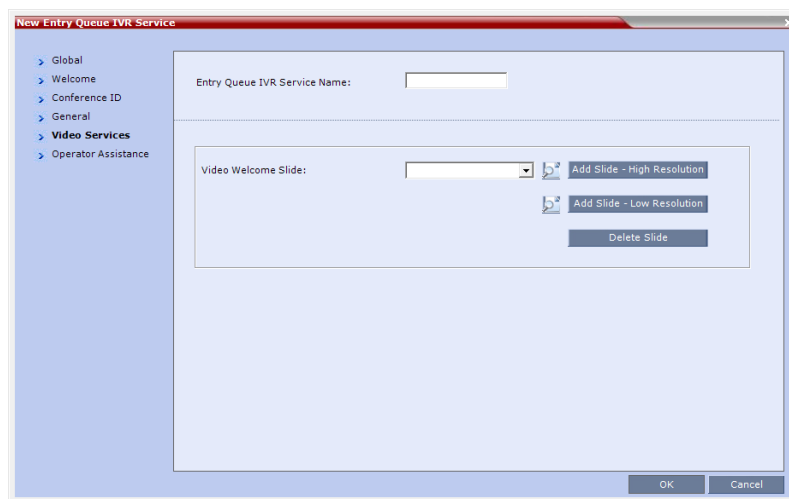 New Entry Queue IVR Service
Global
Welcome
Conference ID
General
Video Services
Operator Assistance
Entry Queue IVR Service Name:
Video Welcome Slide:
Add Slide - High Resolution
Add Slide - Low Resolution
Delete Slide
OK
Cancel